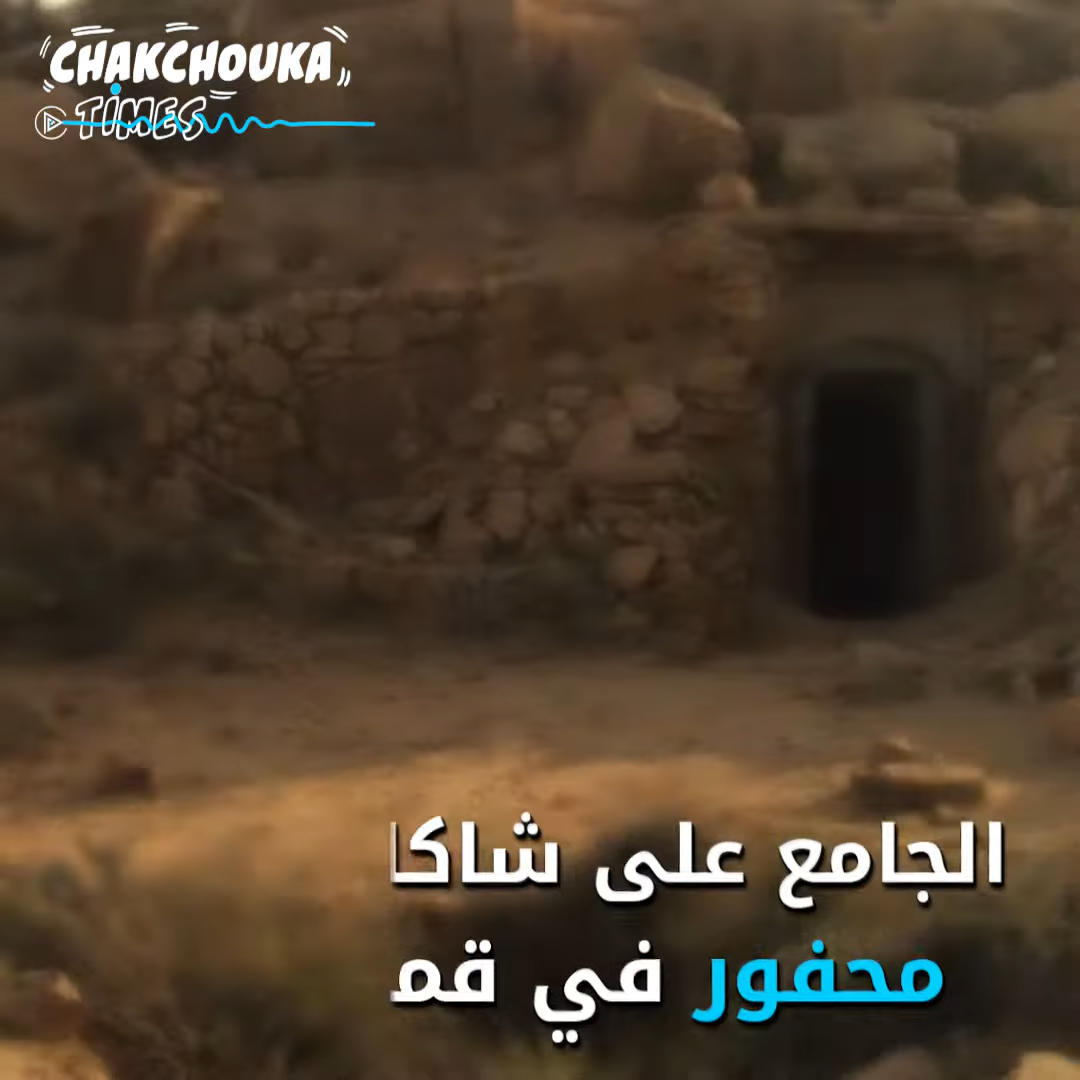 CHAKCHOUKA
TIMES
الجامع على شاكا
محفور في قم